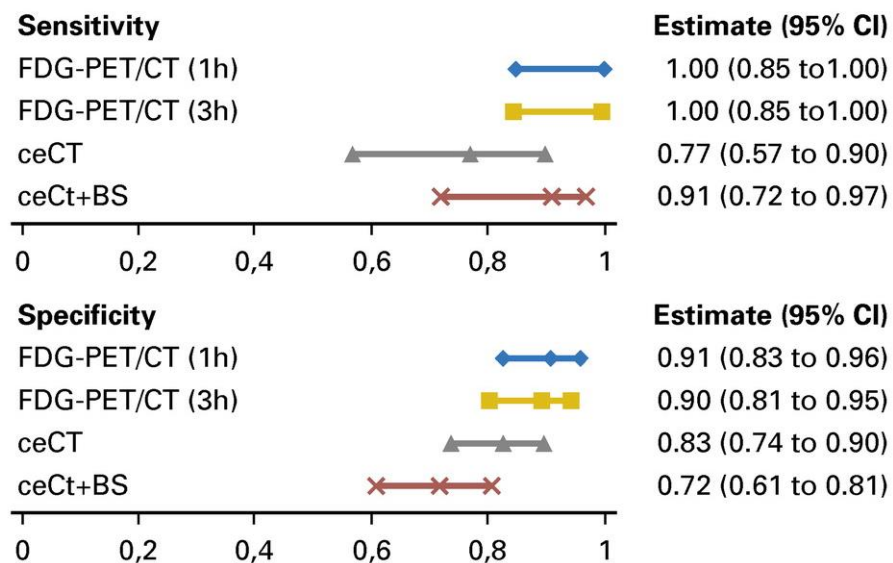 Sensitivity Estimate (95% CI)
FDG-PET/CT (1h) 1.00 (0.85 to1.00)
FDG-PET/CT (3h) 1.00 (0.85 to1.00)
ceCT 0.77 (0.57 to 0.90)
ceCt+BS 0.91 (0.72 to 0.97)
0 0,2 0,4 0,6 0,8 1
Specificity Estimate (95% CI)
FDG-PET/CT (1h) 0.91 (0.83 to 0.96)
FDG-PET/CT (3h) 0.90 (0.81 to 0.95)
ceCT 0.83 (0.74 to 0.90)
ceCt+BS 0.72 (0.61 to 0.81)
0 0,2 0,4 0,6 0,8 1